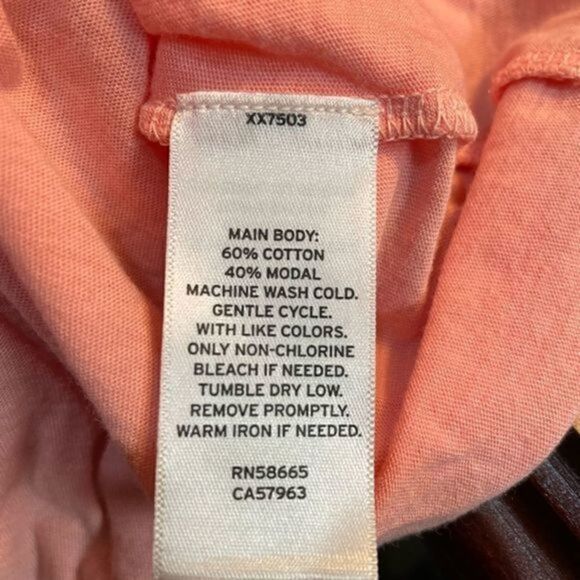 XX7503
MAIN BODY:
60% COTTON
40% MODAL
MACHINE WASH COLD.
GENTLE CYCLE.
WITH LIKE COLORS.
ONLY NON-CHLORINE
BLEACH IF NEEDED.
TUMBLE DRY LOW.
REMOVE PROMPTLY.
WARM IRON IF NEEDED.
RN58665
CA57963